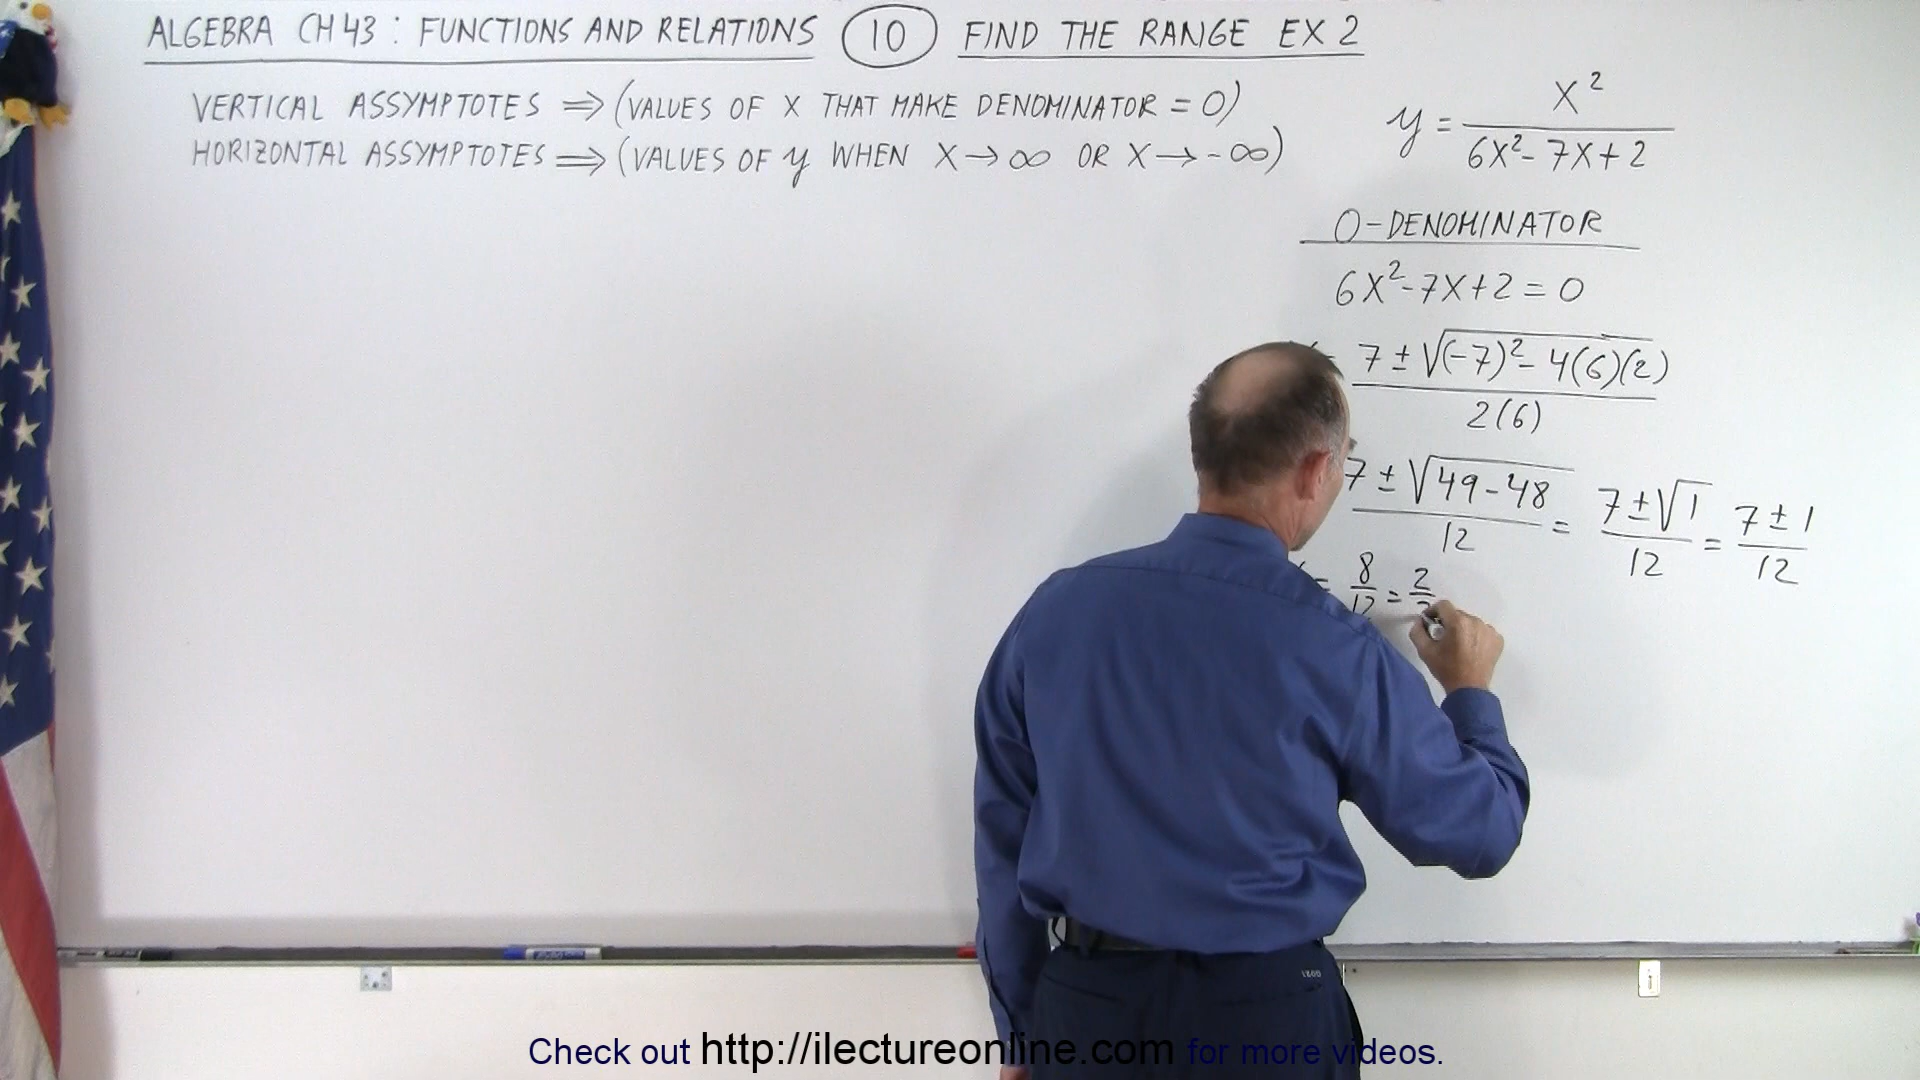 ALGEBRA CH 43 : FUNCTIONS AND RELATIONS 10 FIND THE RANGE EX 2
VERTICAL ASSYMPTOTES ⇒ (VALUES OF X THAT MAKE DENOMINATOR = 0)
HORIZONTAL ASSYMPTOTES ⇒ (VALUES OF y WHEN X → ∞ OR X → -∞)
y = X² / (6X² - 7X + 2)
0-DENOMINATOR
6X² - 7X + 2 = 0
= 7 ± √((-7)² - 4(6)(2)) / 2(6)
7 ± √(49 - 48) / 12 = 7 ± √1 / 12 = 7 ± 1 / 12
= 8/12 = 2/
Check out http://ilectureonline.com for more videos.